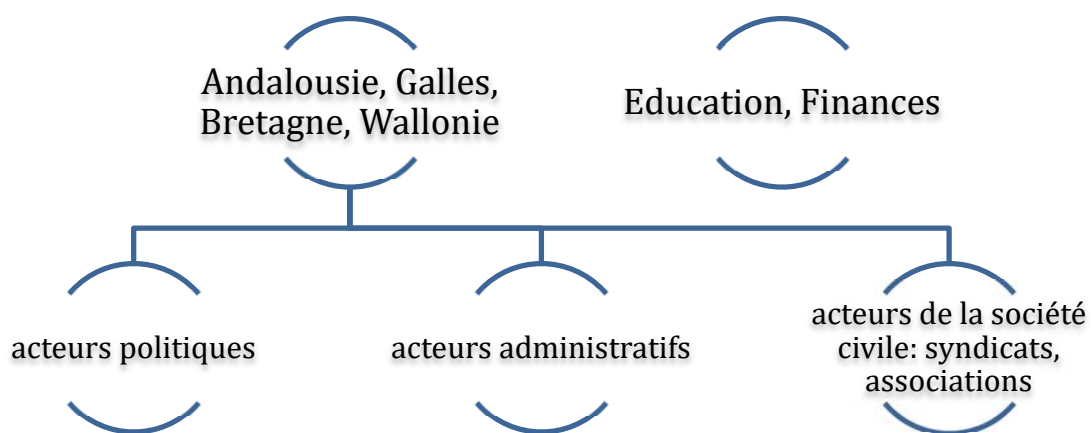 Andalousie, Galles,
Bretagne, Wallonie
Education, Finances
acteurs politiques
acteurs administratifs
acteurs de la société
civile: syndicats,
associations